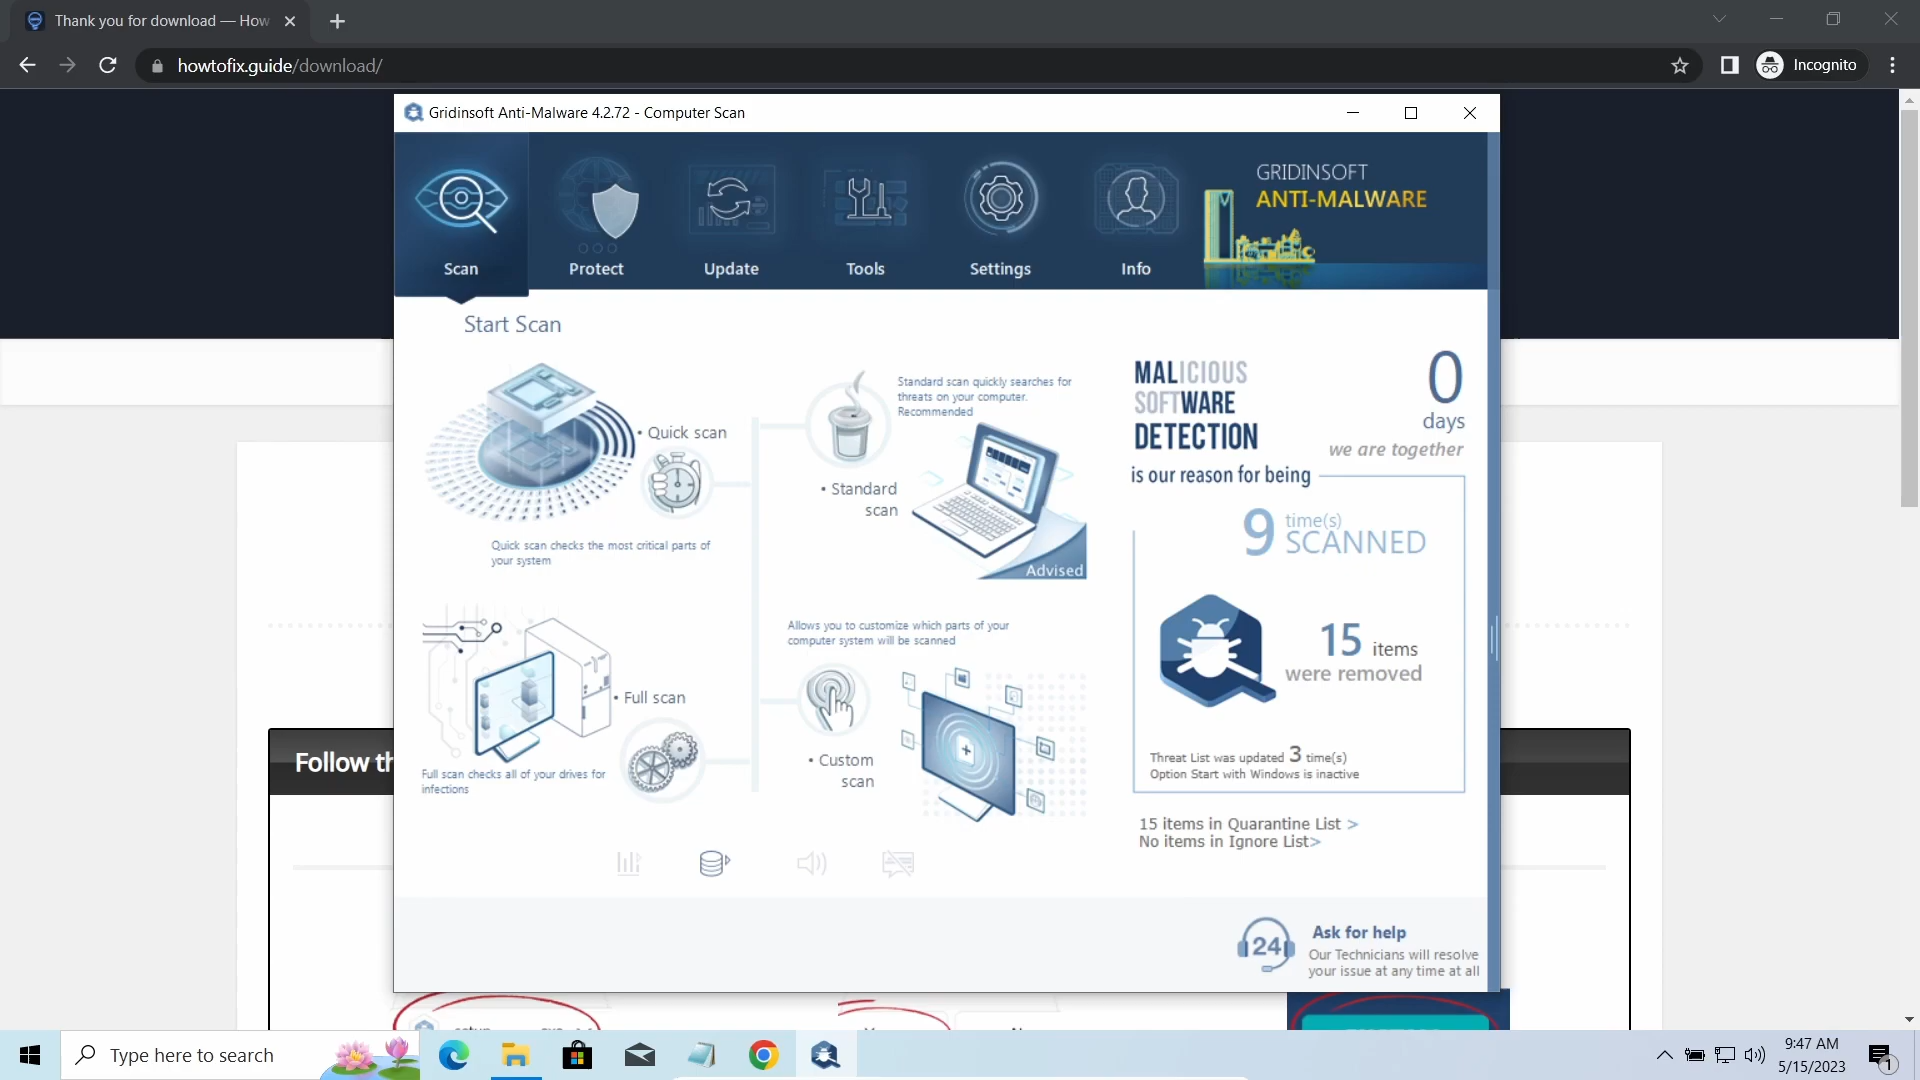 Thank you for download — How
howtofix.guide/download/
Incognito
Gridinsoft Anti-Malware 4.2.72 - Computer Scan
Scan
Protect
Update
Tools
Settings
Info
GRIDINSOFT
ANTI-MALWARE
Start Scan
• Quick scan
Quick scan checks the most critical parts of
your system
Standard scan quickly searches for
threats on your computer.
Recommended
• Standard
scan
Advised
• Full scan
Full scan checks all of your drives for
infections
Allows you to customize which parts of your
computer system will be scanned
• Custom
scan
MALICIOUS
SOFTWARE
DETECTION
is our reason for being
0
days
we are together
9 time(s)
SCANNED
15 items
were removed
Threat List was updated 3 time(s)
Option Start with Windows is inactive
15 items in Quarantine List >
No items in Ignore List>
24
Ask for help
Our Technicians will resolve
your issue at any time at all
Follow th
Type here to search
9:47 AM
5/15/2023
1